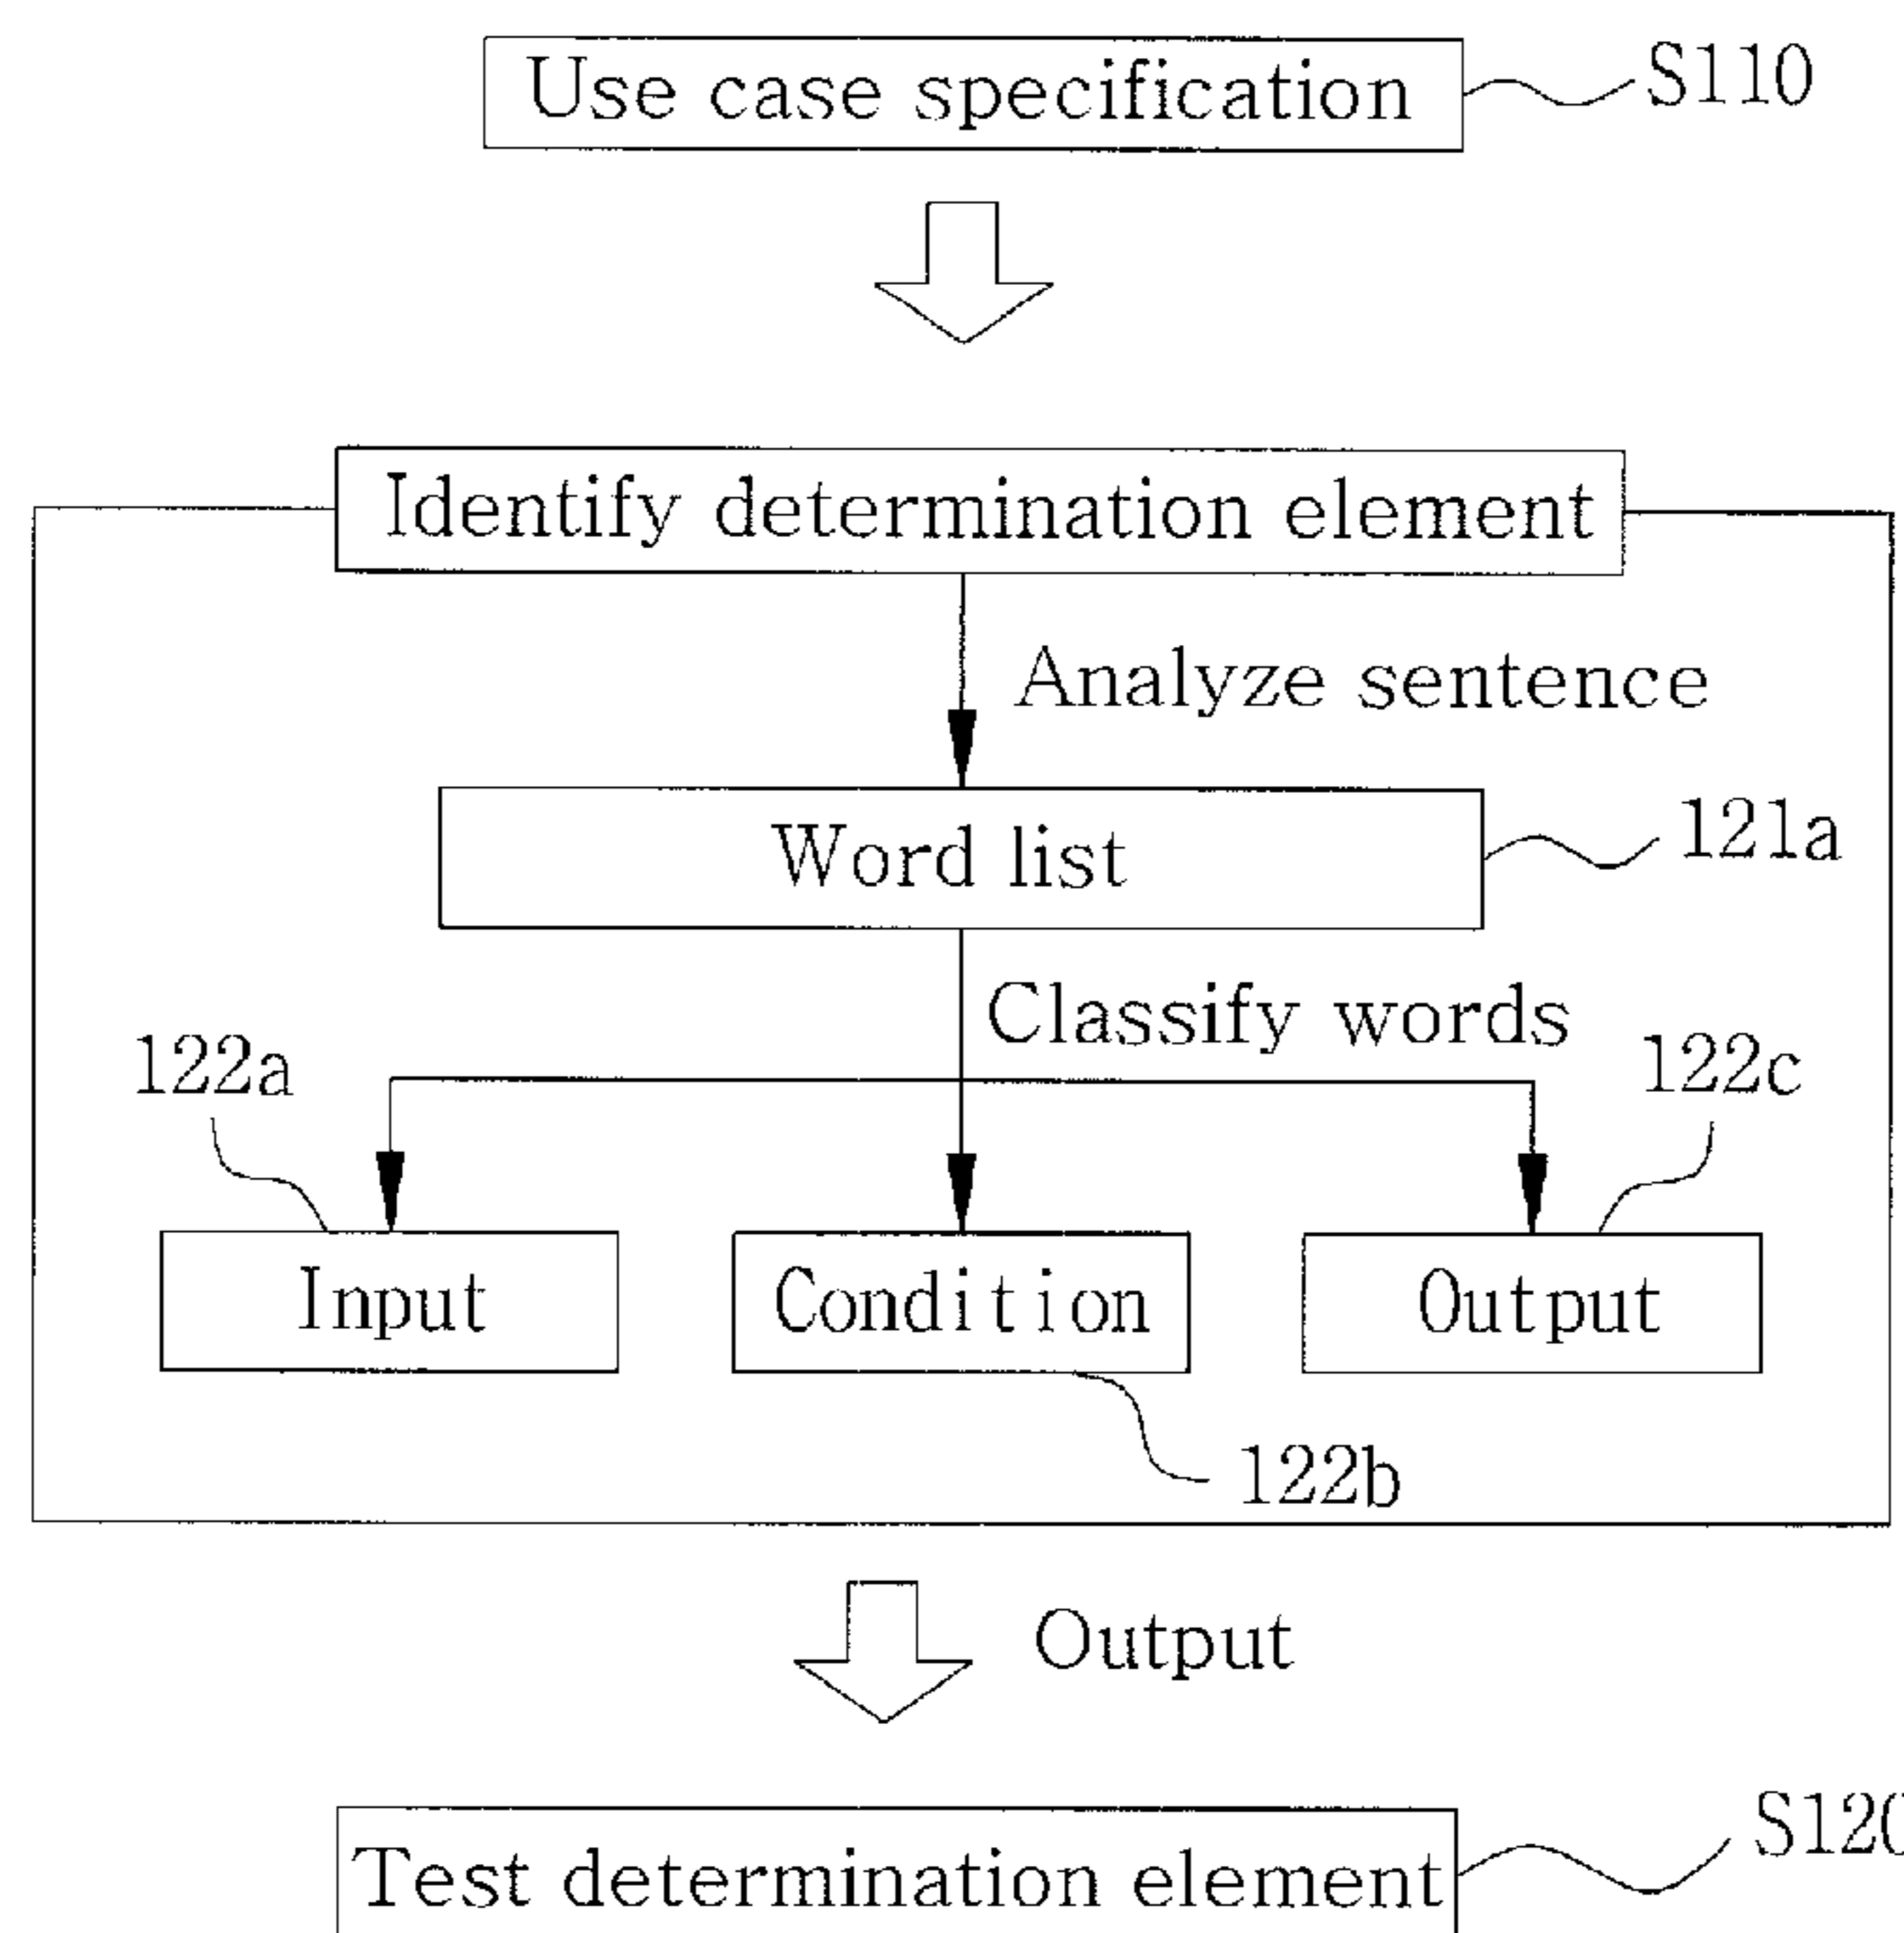 Use case specification
S110
Identify determination element
Analyze sentence
Word list
121a
Classify words
122a
122c
Input
Condition
Output
122b
Output
S120
Test determination element